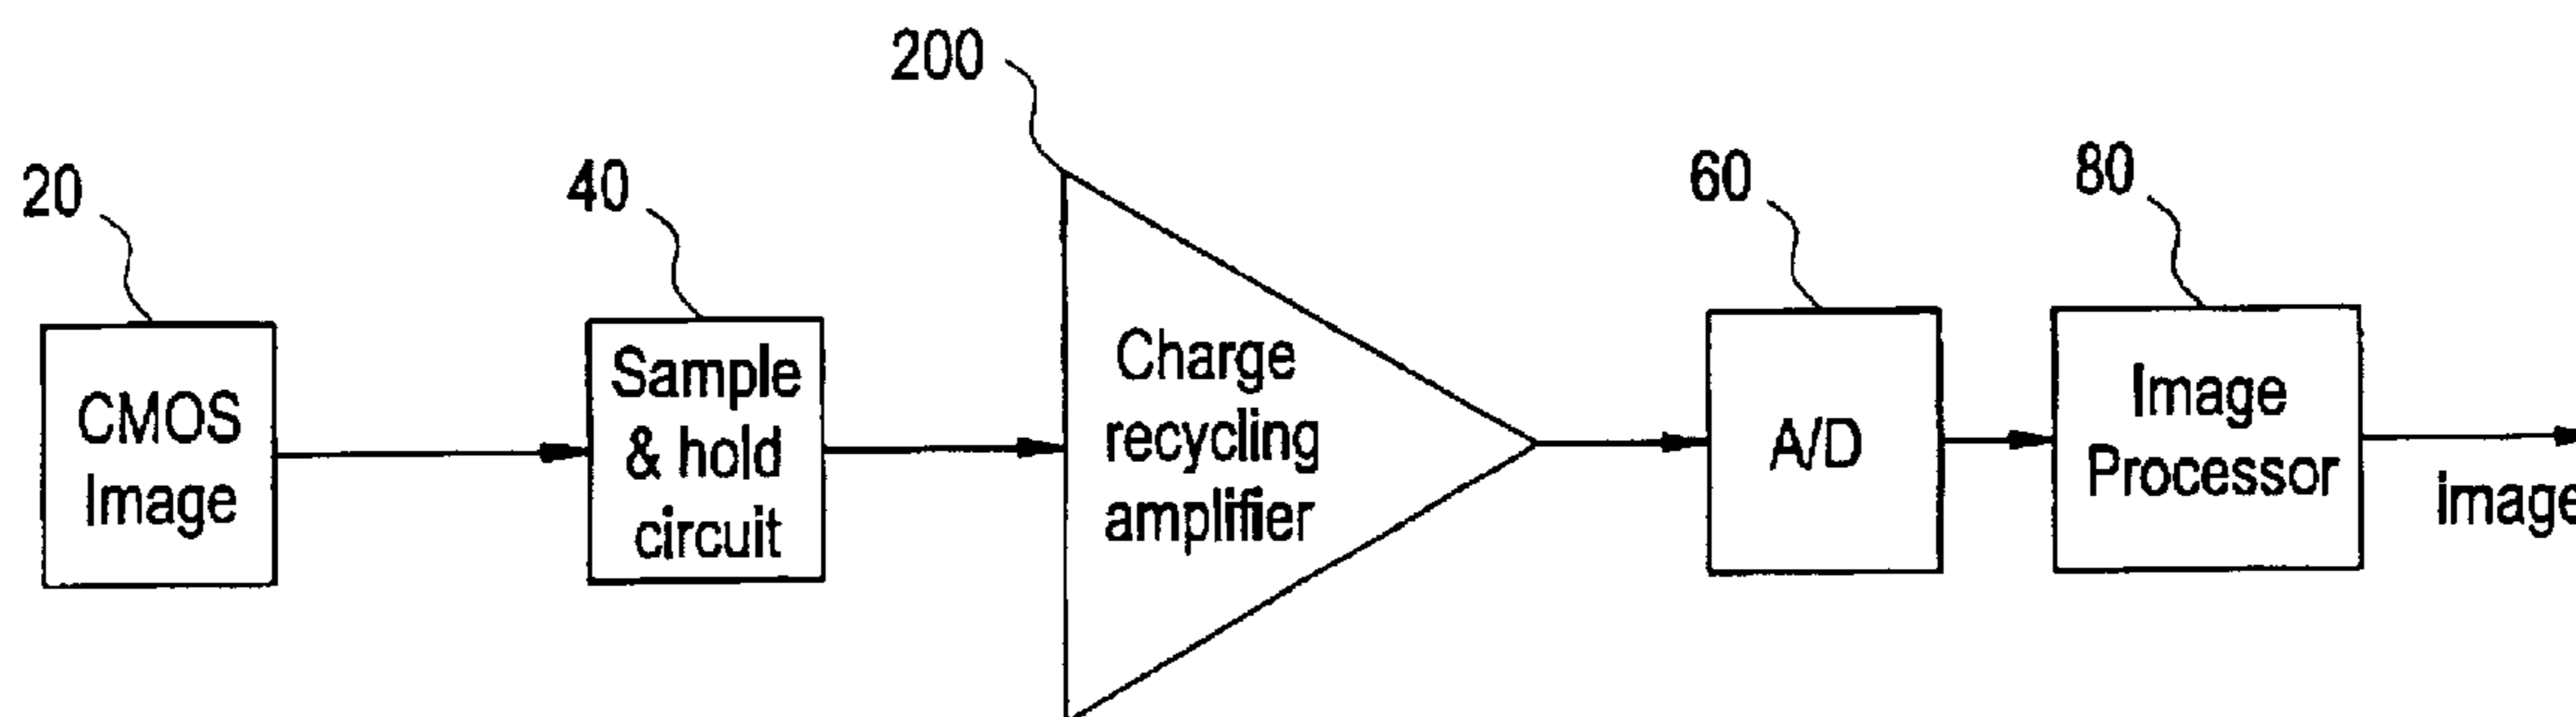 200
20
40
60
80
CMOS
Image
Sample
& hold
circuit
Charge
recycling
amplifier
A/D
Image
Processor
image